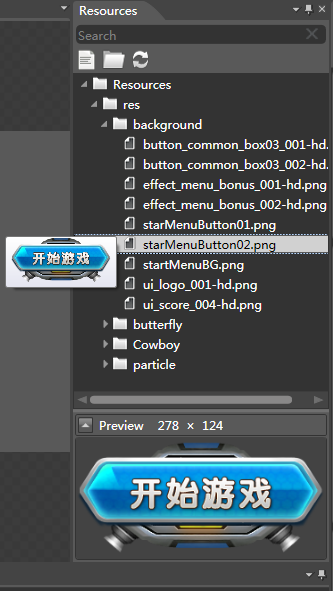 Resources
Search
Resources
res
background
button_common_box03_001-hd.
button_common_box03_002-hd.
effect_menu_bonus_001-hd.png
effect_menu_bonus_002-hd.png
starMenuButton01.png
starMenuButton02.png
开始游戏
startMenuBG.png
ui_logo_001-hd.png
ui_score_004-hd.png
butterfly
Cowboy
particle
Preview 278 x 124
开始游戏